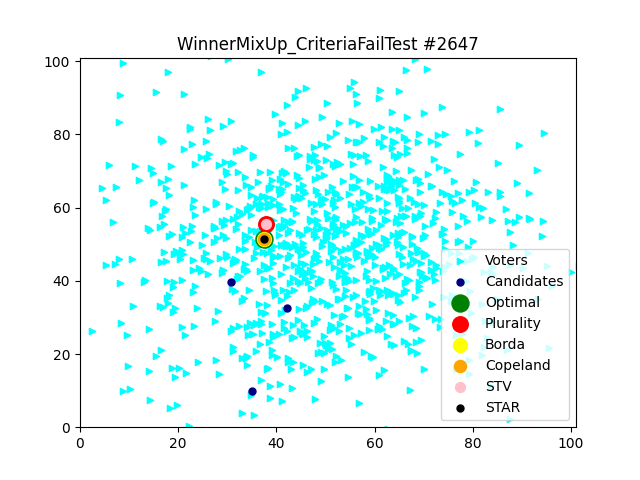 WinnerMixUp_CriteriaFailTest #2647
100
80
60
40
20
0
0 20 40 60 80 100
Voters
Candidates
Optimal
Plurality
Borda
Copeland
STV
STAR